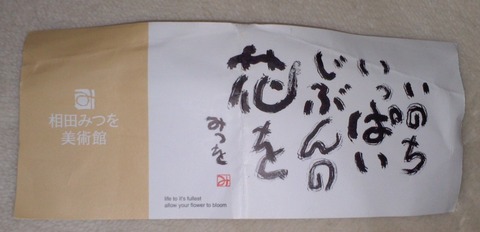 相田みつを
美術館
いのち
いっぱい
じぶんの
花を
みつを
life to it's fullest
allow your flower to bloom